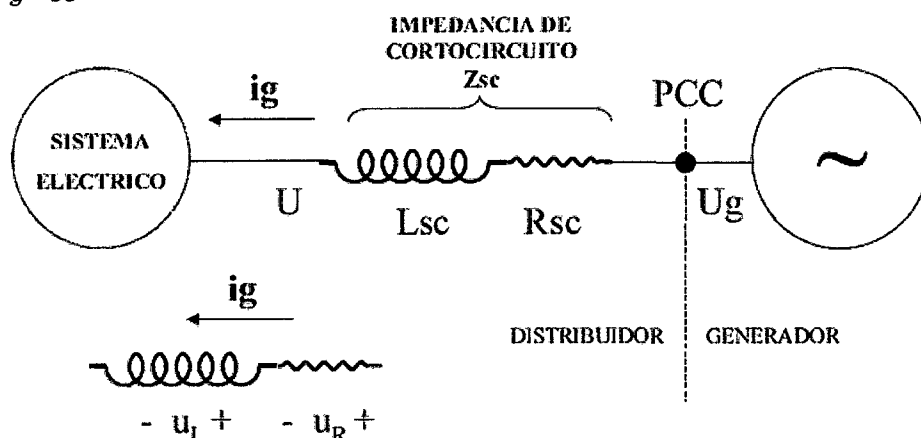 IMPEDANCIA DE
CORTOCIRCUITO
Zsc
ig
PCC
SISTEMA
ELECTRICO
~
U
Lsc
Rsc
Ug
ig
DISTRIBUIDOR
GENERADOR
- uL +
- uR +